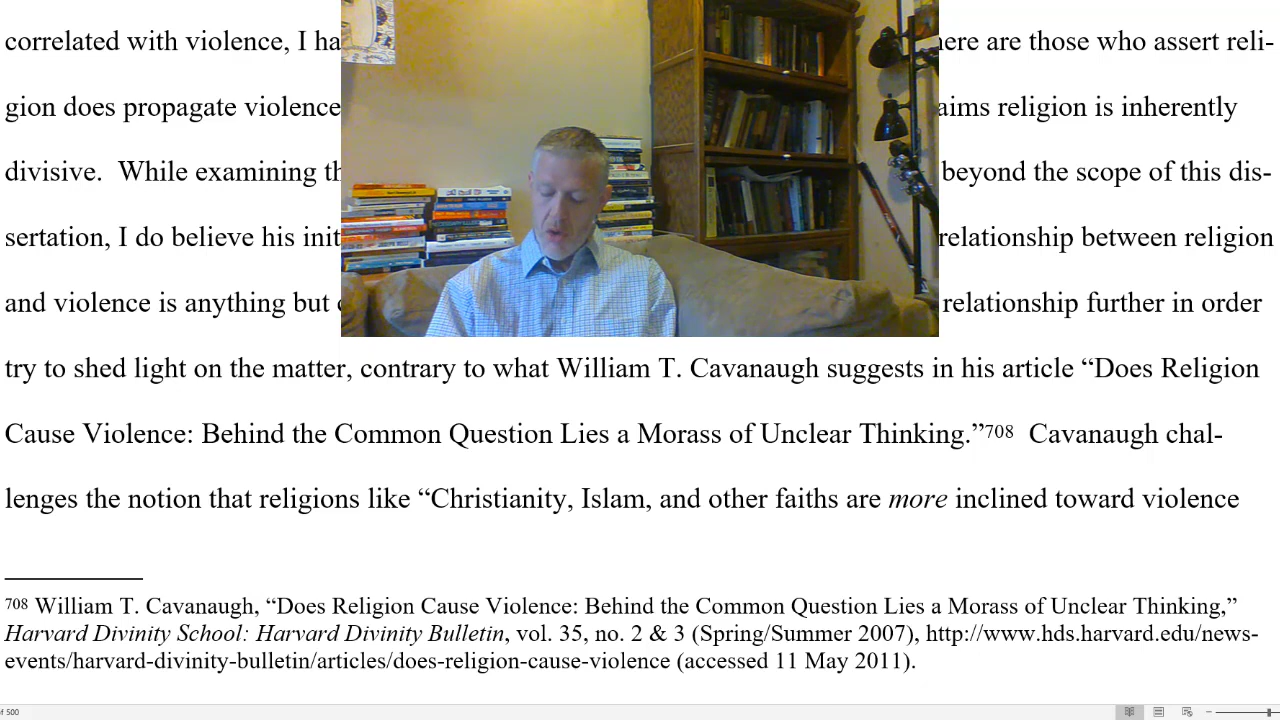 correlated with violence, I ha here are those who assert reli-
gion does propagate violence aims religion is inherently
divisive.  While examining th beyond the scope of this dis-
sertation, I do believe his init relationship between religion
and violence is anything but relationship further in order
try to shed light on the matter, contrary to what William T. Cavanaugh suggests in his article “Does Religion
Cause Violence: Behind the Common Question Lies a Morass of Unclear Thinking.”708  Cavanaugh chal-
lenges the notion that religions like “Christianity, Islam, and other faiths are more inclined toward violence
708 William T. Cavanaugh, “Does Religion Cause Violence: Behind the Common Question Lies a Morass of Unclear Thinking,”
Harvard Divinity School: Harvard Divinity Bulletin, vol. 35, no. 2 & 3 (Spring/Summer 2007), http://www.hds.harvard.edu/news-
events/harvard-divinity-bulletin/articles/does-religion-cause-violence (accessed 11 May 2011).
of 500